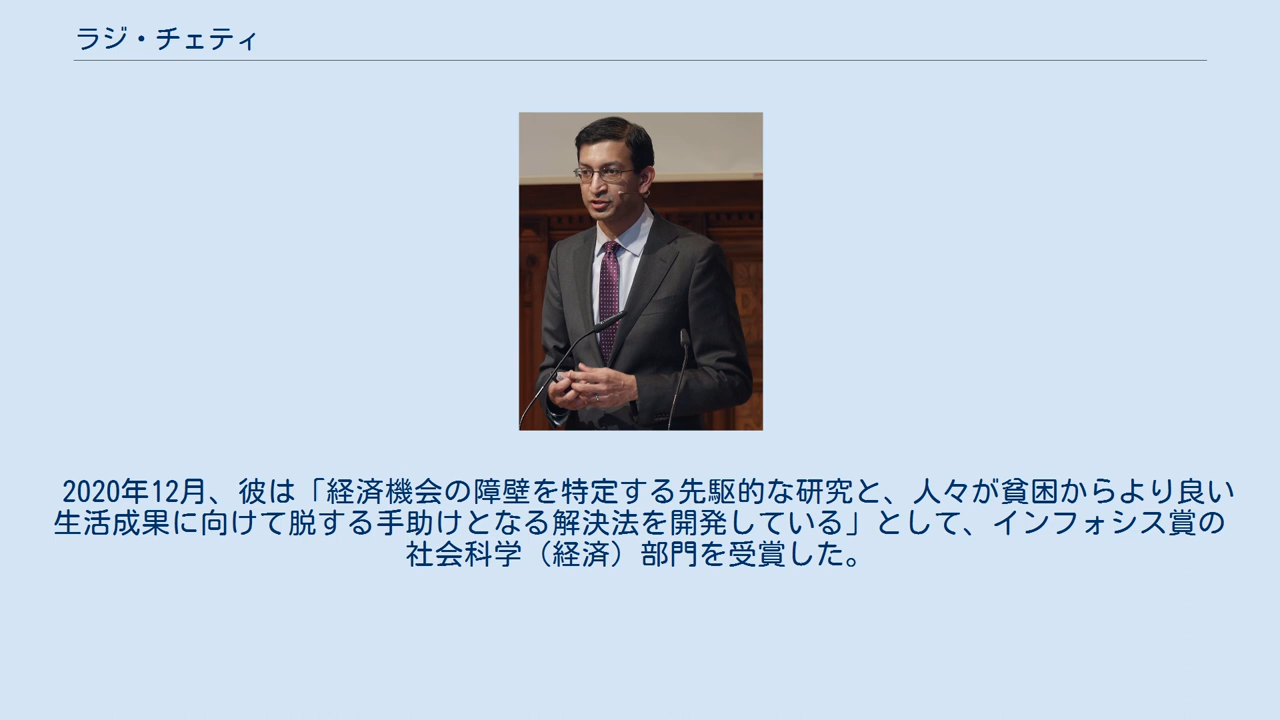 ラジ・チェティ
2020年12月、彼は「経済機会の障壁を特定する先駆的な研究と、人々が貧困からより良い
生活成果に向けて脱する手助けとなる解決法を開発している」として、インフォシス賞の
社会科学（経済）部門を受賞した。